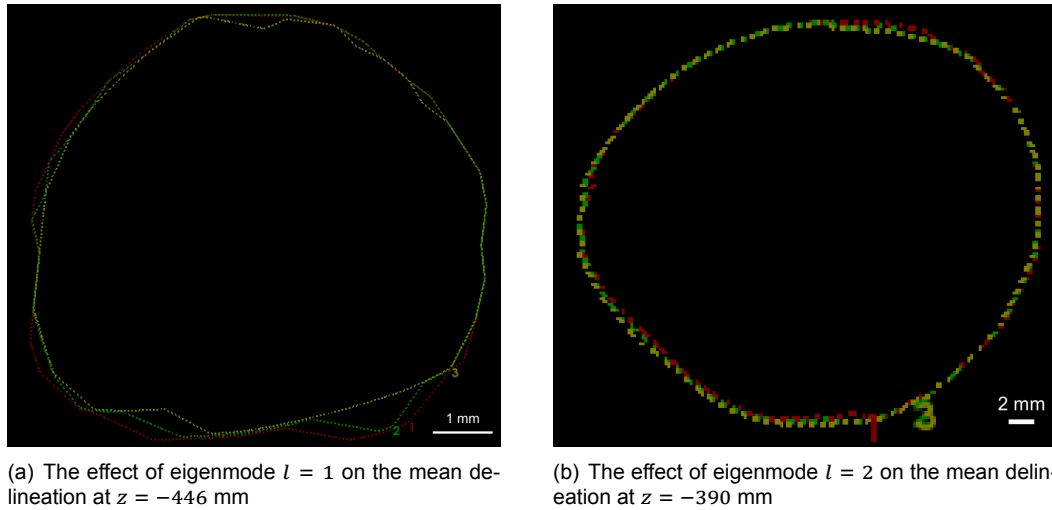 3
2 1
1 mm
2 mm
1
3
(a) The effect of eigenmode l = 1 on the mean de-
lineation at z = −446 mm
(b) The effect of eigenmode l = 2 on the mean delin-
eation at z = −390 mm